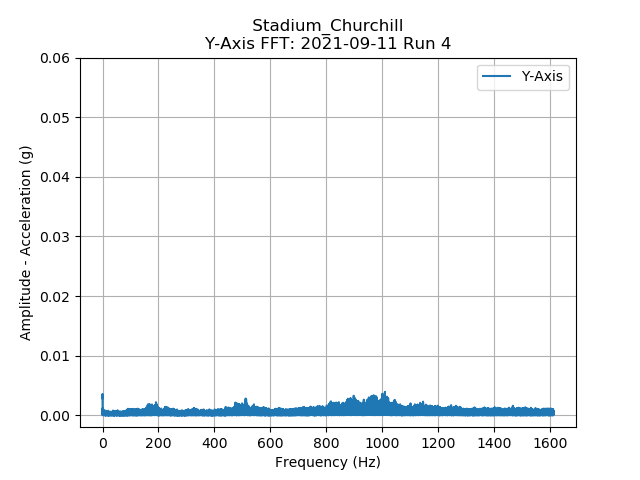 Stadium_Churchill
Y-Axis FFT: 2021-09-11 Run 4
Y-Axis
0.06
0.05
0.04
0.03
0.02
0.01
0.00
Amplitude - Acceleration (g)
0 200 400 600 800 1000 1200 1400 1600
Frequency (Hz)